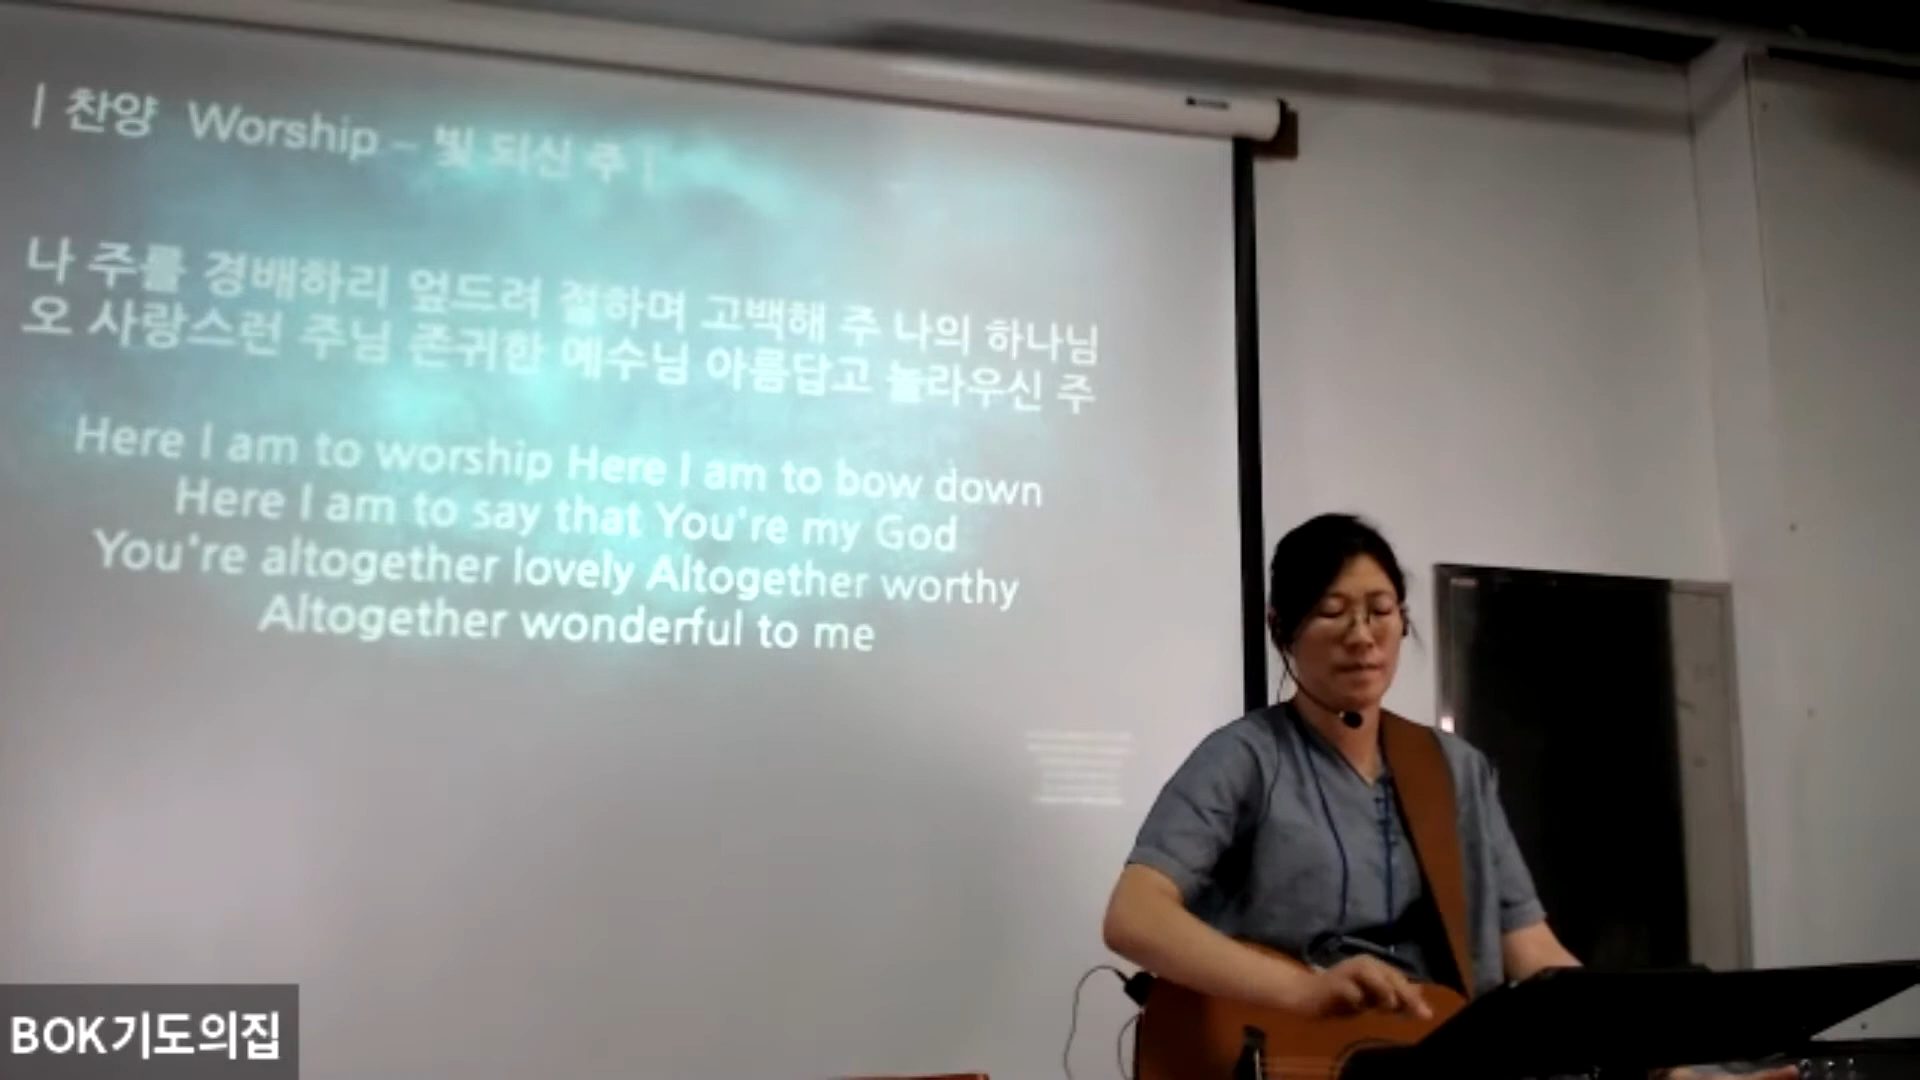 | 찬양 Worship - 빛 되신 주 |
나 주를 경배하리 엎드려 절하며 고백해 주 나의 하나님
오 사랑스런 주님 존귀한 예수님 아름답고 놀라우신 주
Here I am to worship Here I am to bow down
Here I am to say that You're my God
You're altogether lovely Altogether worthy
Altogether wonderful to me
BOK기도의집